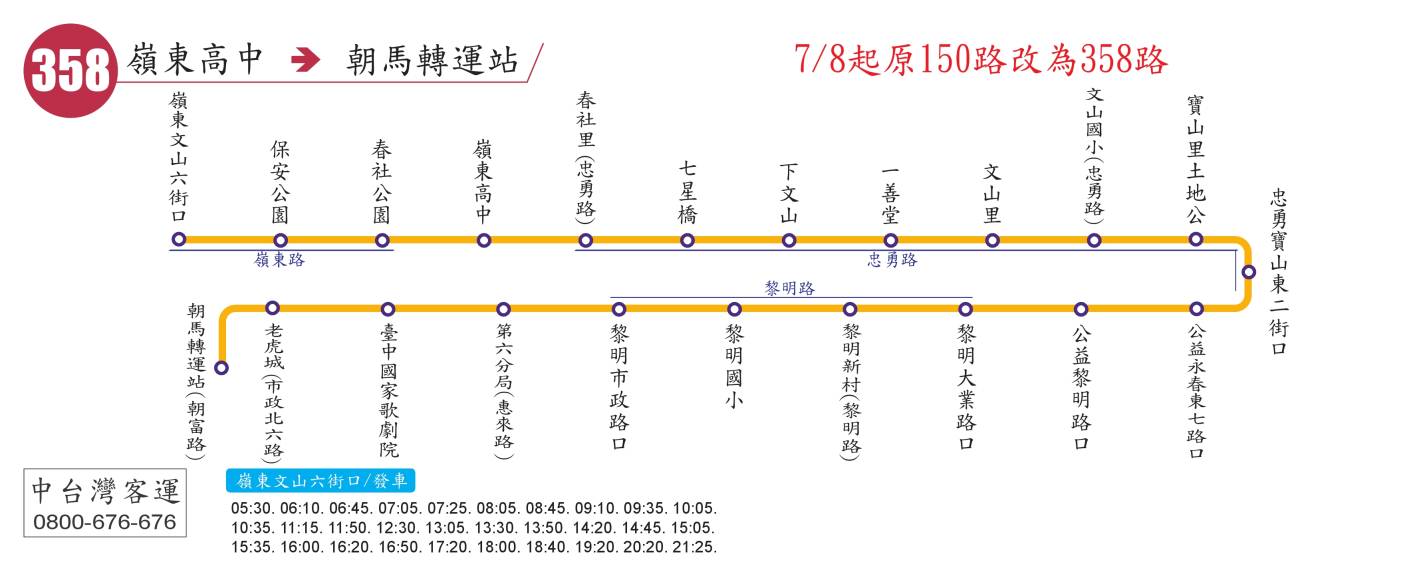 358
嶺東高中 → 朝馬轉運站
7/8起原150路改為358路
嶺東文山六街口
保安公園
春社公園
嶺東高中
春社里(忠勇路)
七星橋
下文山
一善堂
文山里
文山國小(忠勇路)
寶山里土地公
忠勇寶山東二街口
嶺東路
忠勇路
黎明路
朝馬轉運站(朝富路)
老虎城(市政北六路)
臺中國家歌劇院
第六分局(惠來路)
黎明市政路口
黎明國小
黎明新村(黎明路)
黎明大業路口
公益黎明路口
公益永春東七路口
中台灣客運
0800-676-676
嶺東文山六街口/發車
05:30. 06:10. 06:45. 07:05. 07:25. 08:05. 08:45. 09:10. 09:35. 10:05.
10:35. 11:15. 11:50. 12:30. 13:05. 13:30. 13:50. 14:20. 14:45. 15:05.
15:35. 16:00. 16:20. 16:50. 17:20. 18:00. 18:40. 19:20. 20:20. 21:25.